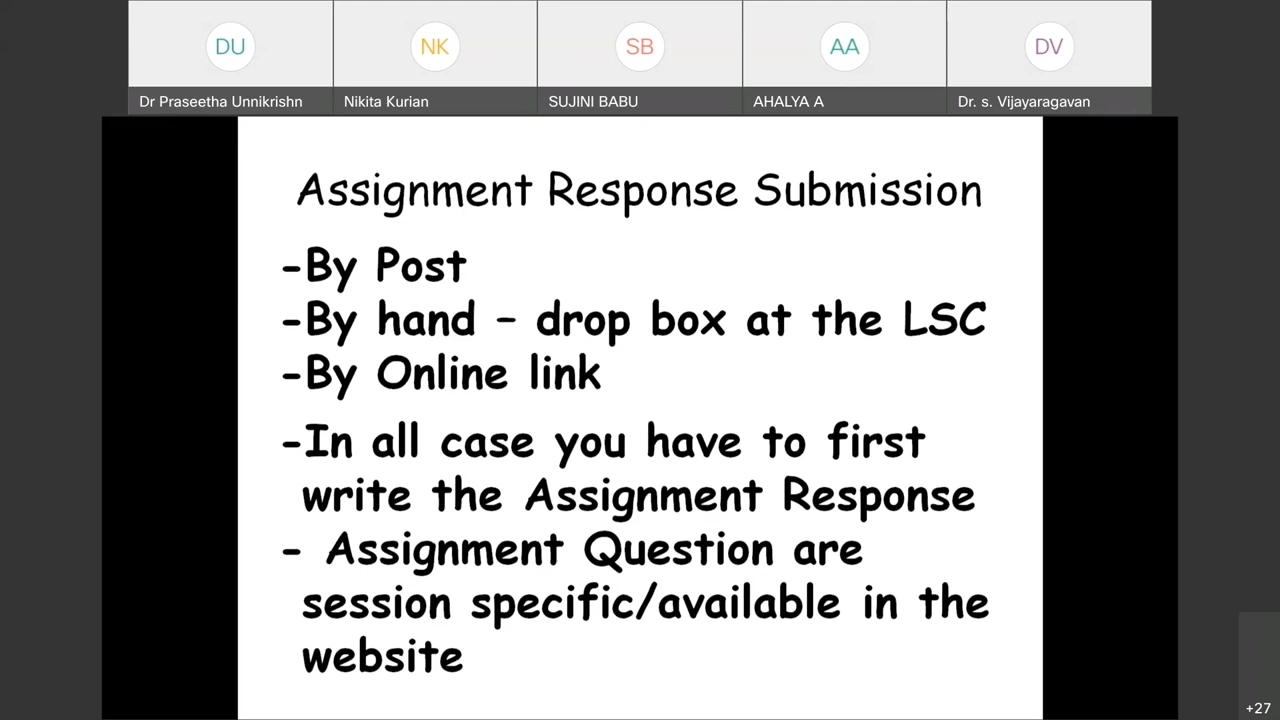 DU NK SB AA DV
Dr Praseetha Unnikrishn Nikita Kurian SUJINI BABU AHALYA A Dr. s. Vijayaragavan
Assignment Response Submission
-By Post
-By hand – drop box at the LSC
-By Online link
-In all case you have to first
write the Assignment Response
- Assignment Question are
session specific/available in the
website
+27